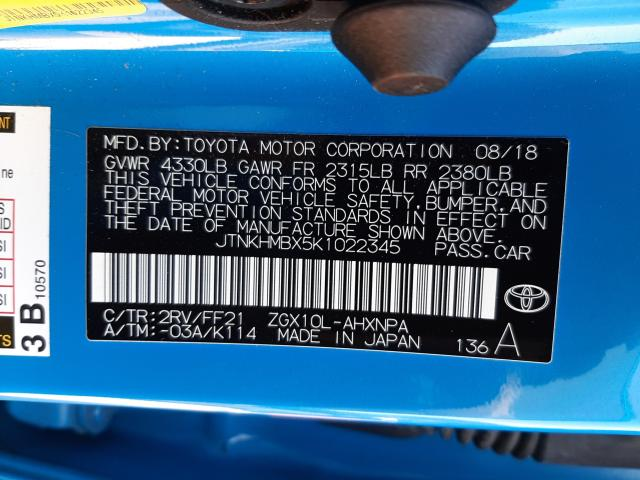 JTNKHMBX5K1022345
MFD.BY:TOYOTA MOTOR CORPORATION 08/18
GVWR 4330LB GAWR FR 2315LB RR 2380LB
THIS VEHICLE CONFORMS TO ALL APPLICABLE
FEDERAL MOTOR VEHICLE SAFETY,BUMPER,AND
THEFT PREVENTION STANDARDS IN EFFECT ON
THE DATE OF MANUFACTURE SHOWN ABOVE.
JTNKHMBX5K1022345 PASS.CAR
C/TR:2RV/FF21 ZGX10L-AHXNPA
A/TM:-03A/K114 MADE IN JAPAN 136 A
3B
10570